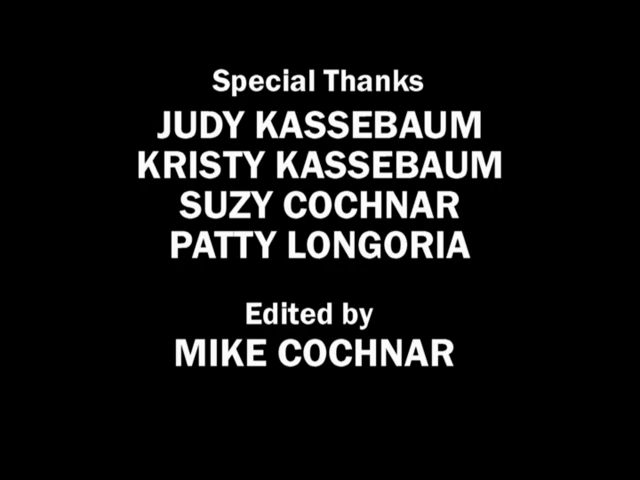 Special Thanks
JUDY KASSEBAUM
KRISTY KASSEBAUM
SUZY COCHNAR
PATTY LONGORIA
Edited by
MIKE COCHNAR